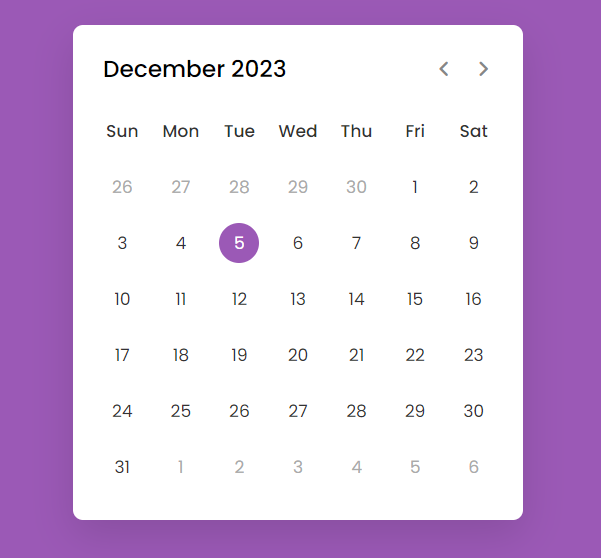 December 2023
Sun Mon Tue Wed Thu Fri Sat
26 27 28 29 30 1 2
3 4 5 6 7 8 9
10 11 12 13 14 15 16
17 18 19 20 21 22 23
24 25 26 27 28 29 30
31 1 2 3 4 5 6